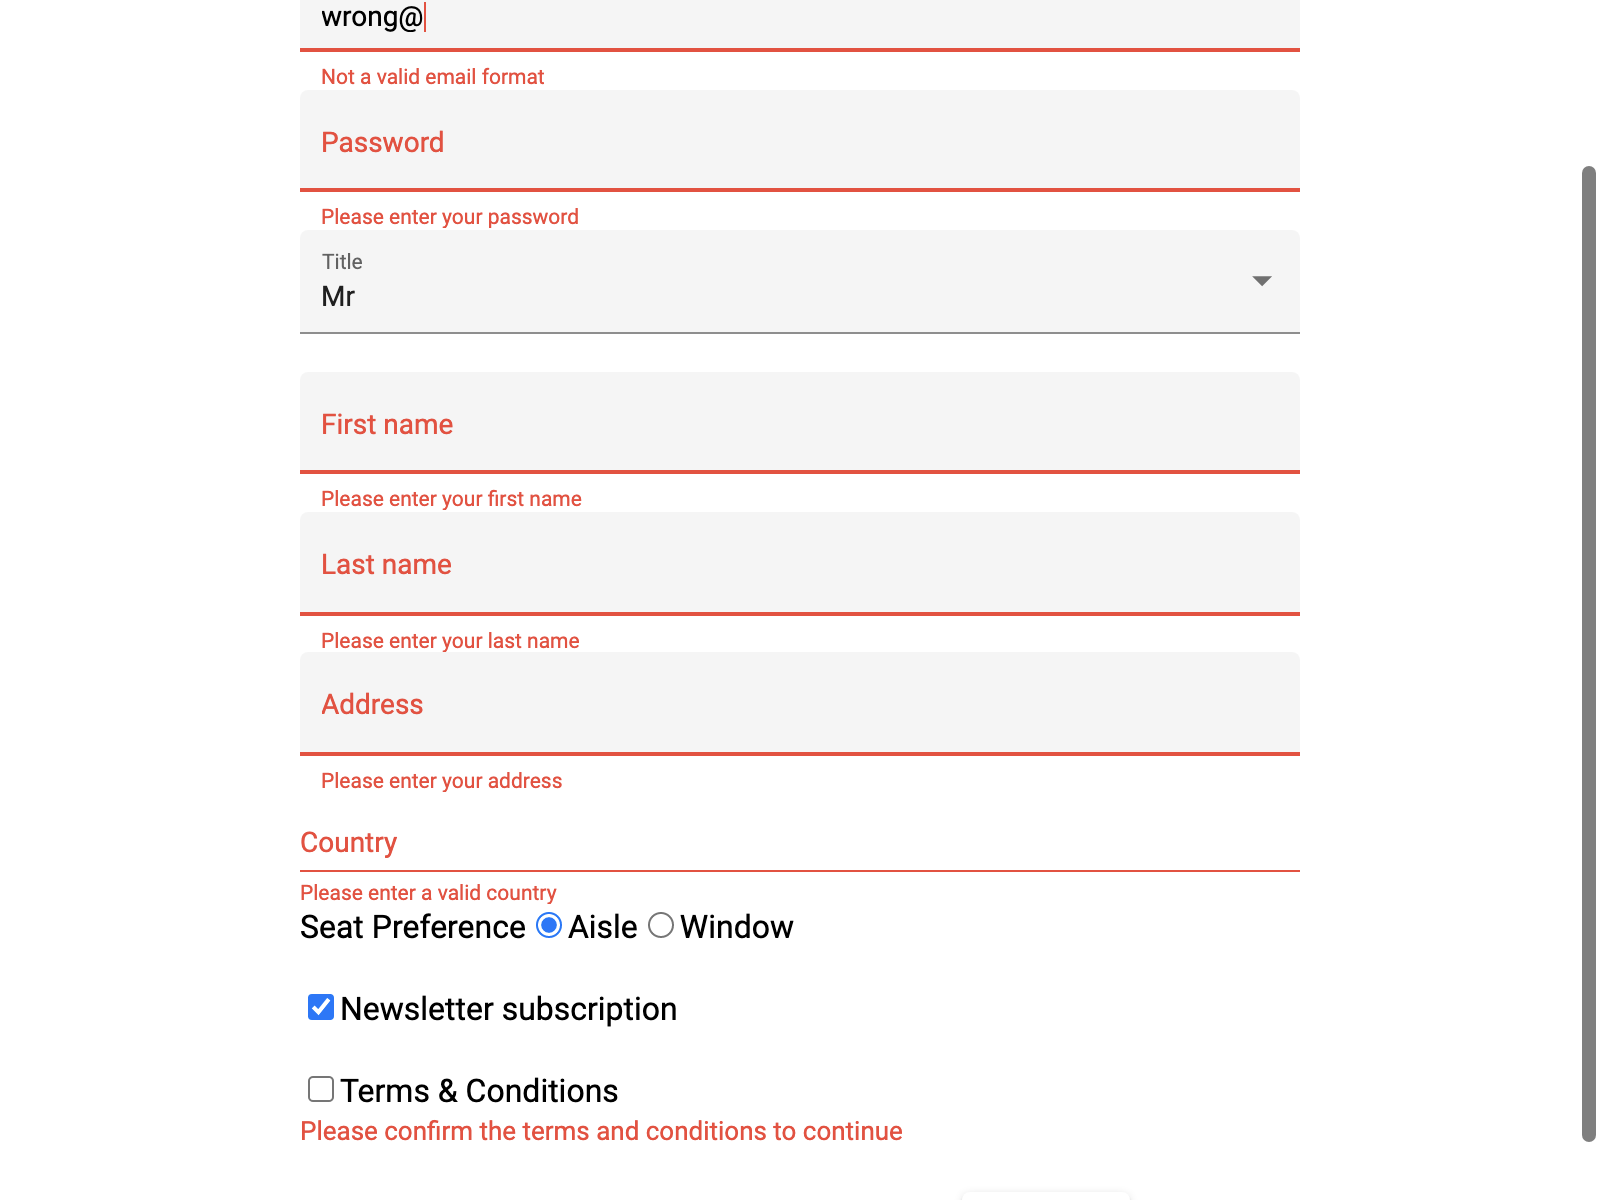 wrong@
Not a valid email format
Password
Please enter your password
Title
Mr
First name
Please enter your first name
Last name
Please enter your last name
Address
Please enter your address
Country
Please enter a valid country
Seat Preference Aisle Window
Newsletter subscription
Terms & Conditions
Please confirm the terms and conditions to continue